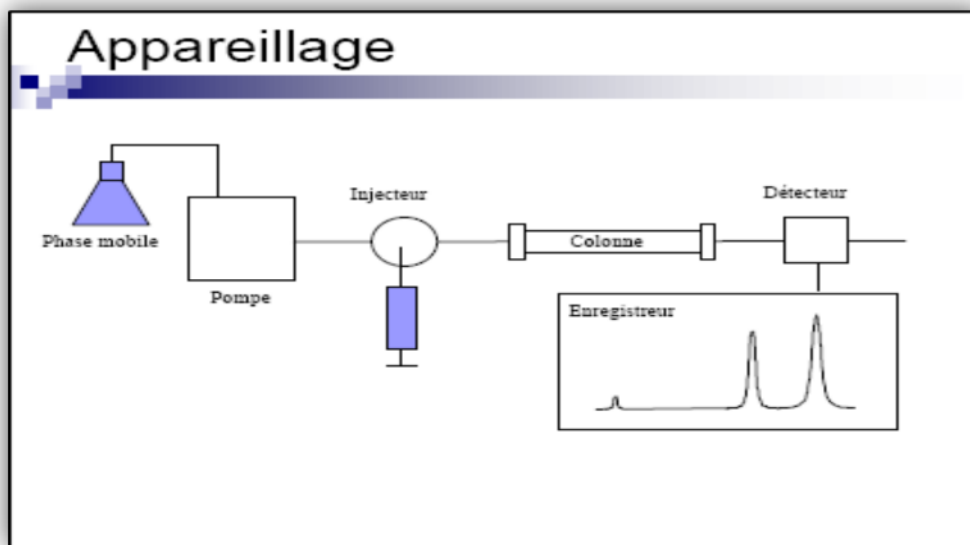 Appareillage
Injecteur
Détecteur
Phase mobile
Colonne
Pompe
Enregistreur